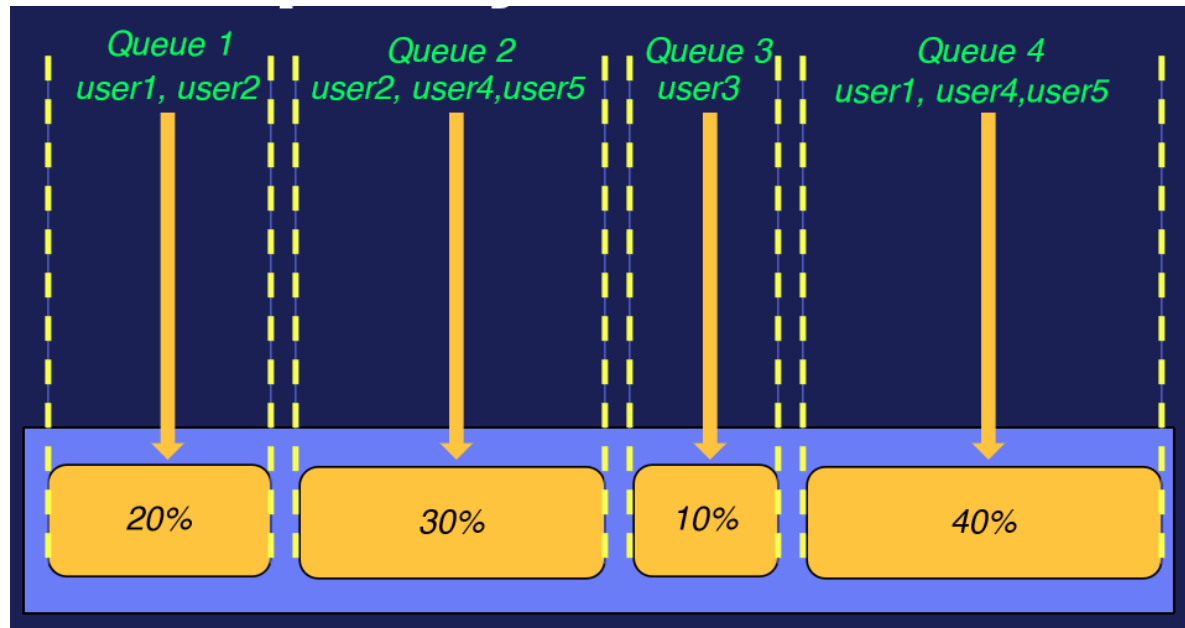 Queue 1
user1, user2
Queue 2
user2, user4,user5
Queue 3
user3
Queue 4
user1, user4,user5
20%
30%
10%
40%